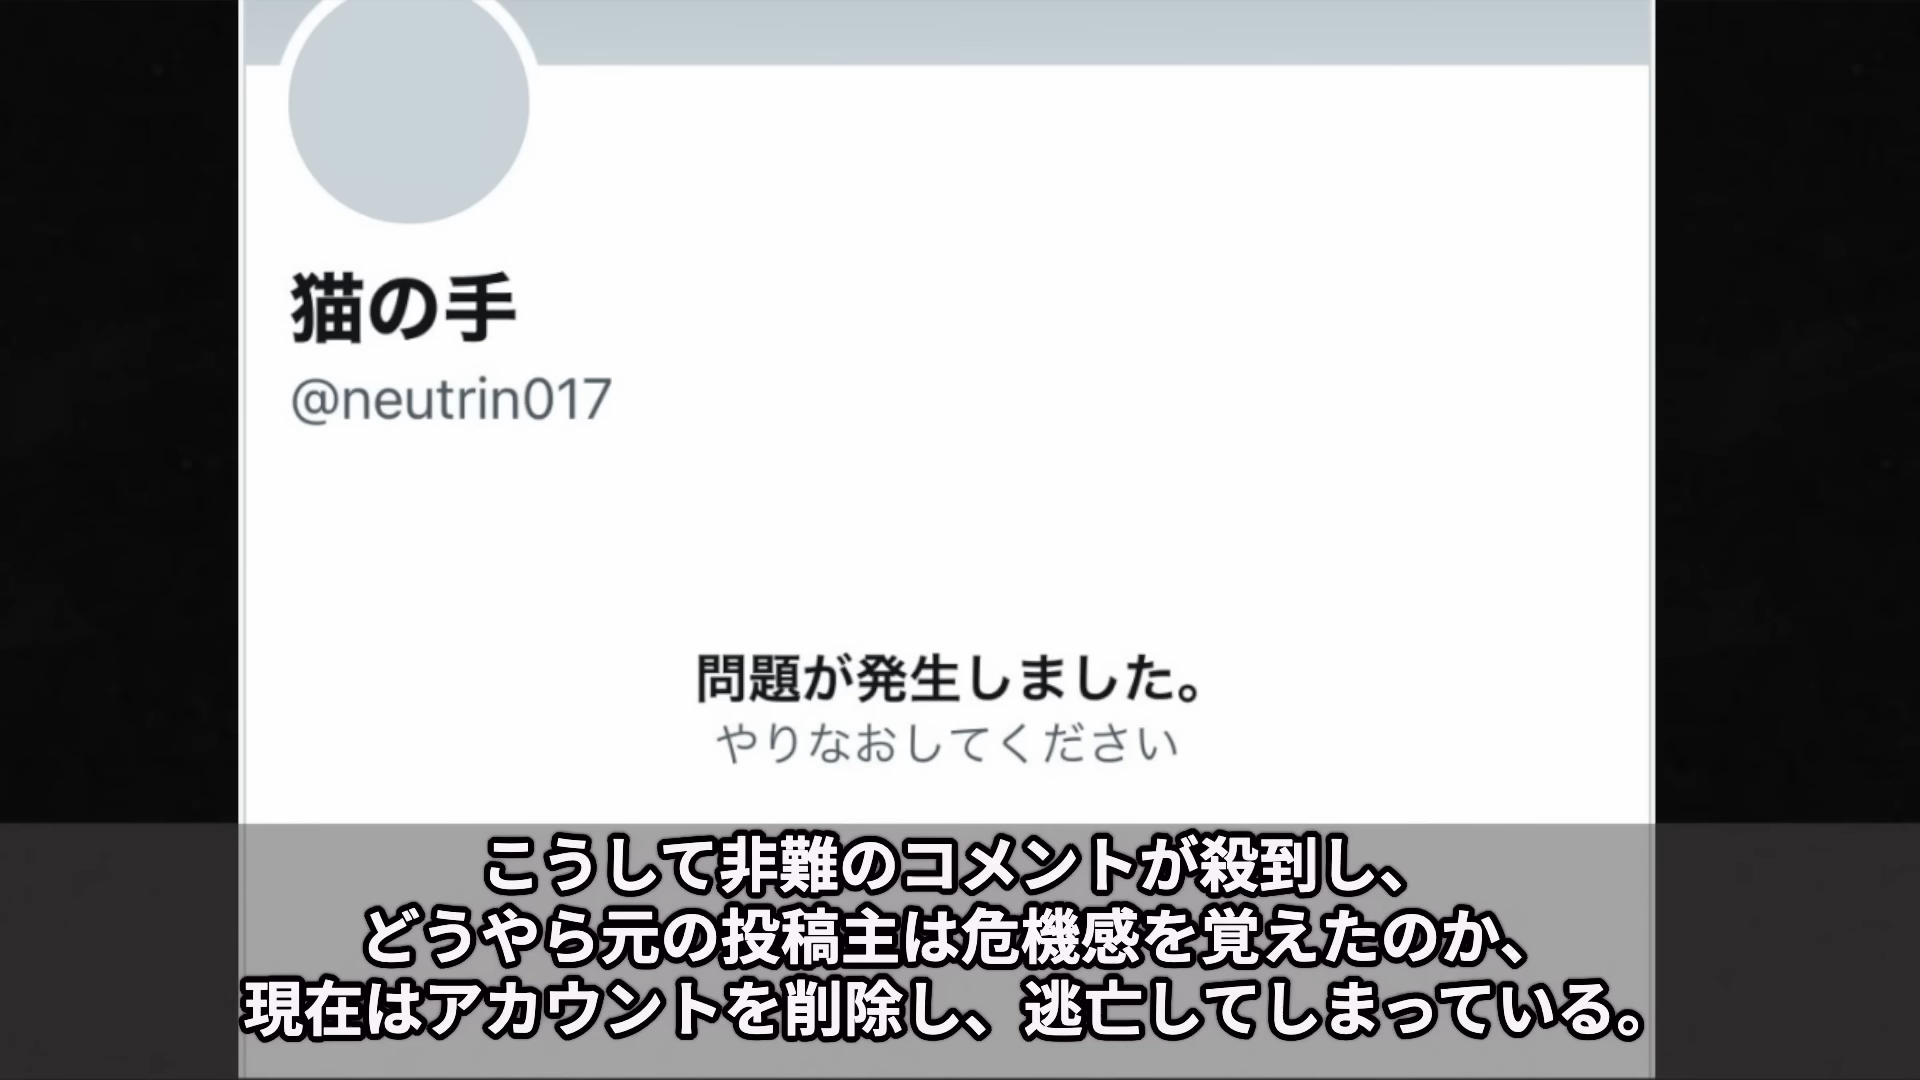 猫の手
@neutrin017
問題が発生しました。
やりなおしてください
こうして非難のコメントが殺到し、
どうやら元の投稿主は危機感を覚えたのか、
現在はアカウントを削除し、逃亡してしまっている。